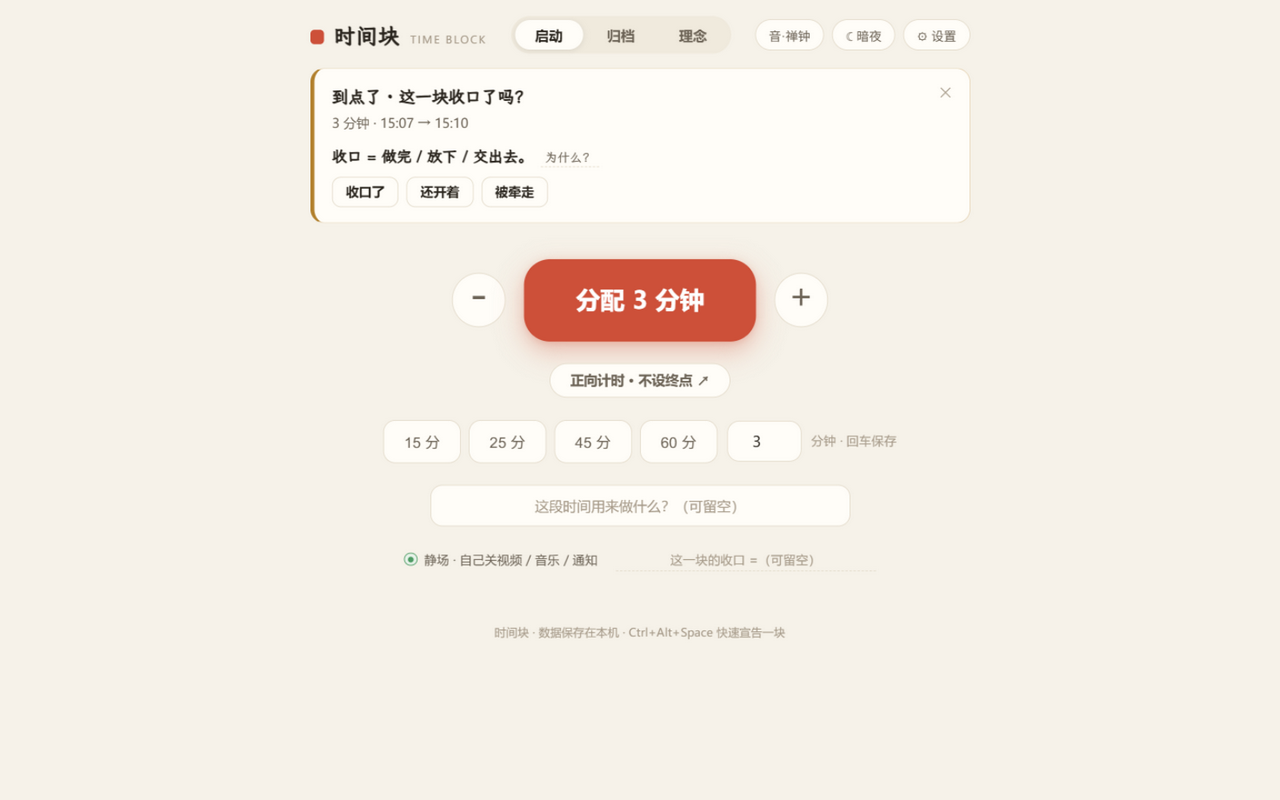 时间块 TIME BLOCK 启动 归档 理念 音·禅钟 ☾暗夜 ⚙ 设置
到点了·这一块收口了吗? ×
3 分钟 · 15:07 → 15:10
收口 = 做完 / 放下 / 交出去。 为什么?
收口了 还开着 被牵走
− 分配 3 分钟 +
正向计时 • 不设终点 ↗
15 分 25 分 45 分 60 分 3 分钟 · 回车保存
这段时间用来做什么?(可留空)
静场 · 自己关视频 / 音乐 / 通知 这一块的收口 =(可留空)
时间块 · 数据保存在本机 · Ctrl+Alt+Space 快速宣告一块